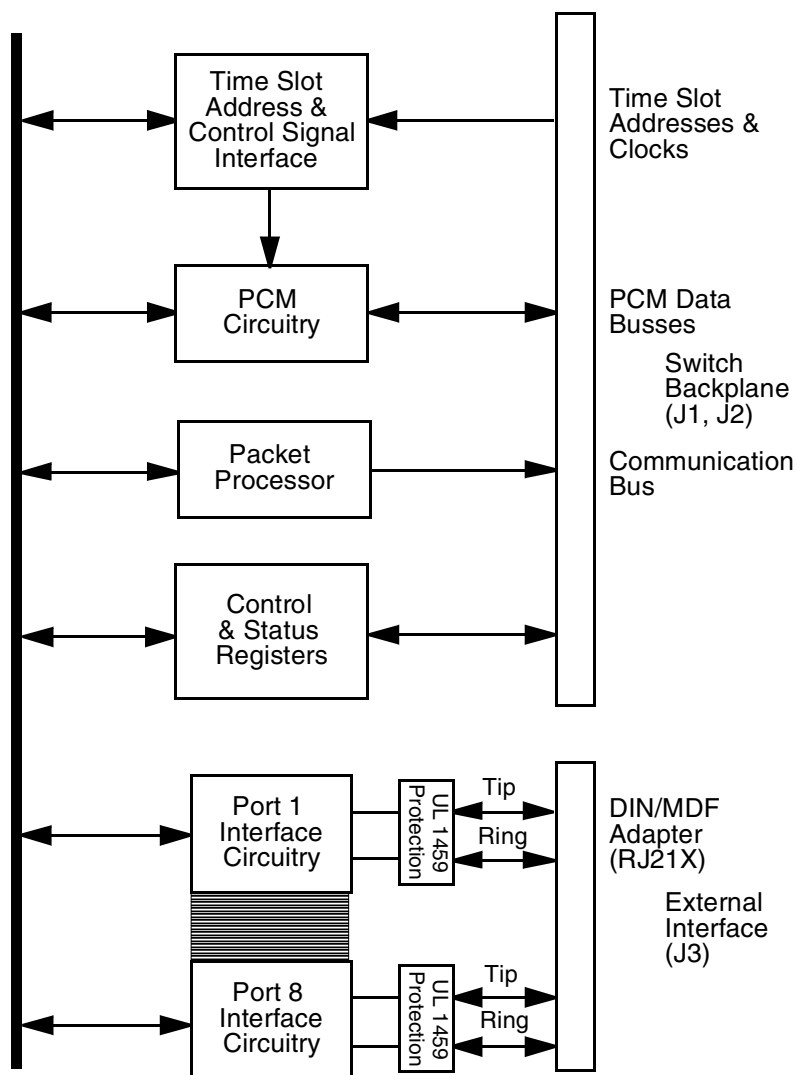 Time Slot
Address &
Control Signal
Interface
Time Slot
Addresses &
Clocks
PCM
Circuitry
PCM Data
Busses
Switch
Backplane
(J1, J2)
Packet
Processor
Communication
Bus
Control
& Status
Registers
Port 1
Interface
Circuitry
UL 1459
Protection
Tip
Ring
DIN/MDF
Adapter
(RJ21X)
External
Interface
(J3)
Port 8
Interface
Circuitry
UL 1459
Protection
Tip
Ring